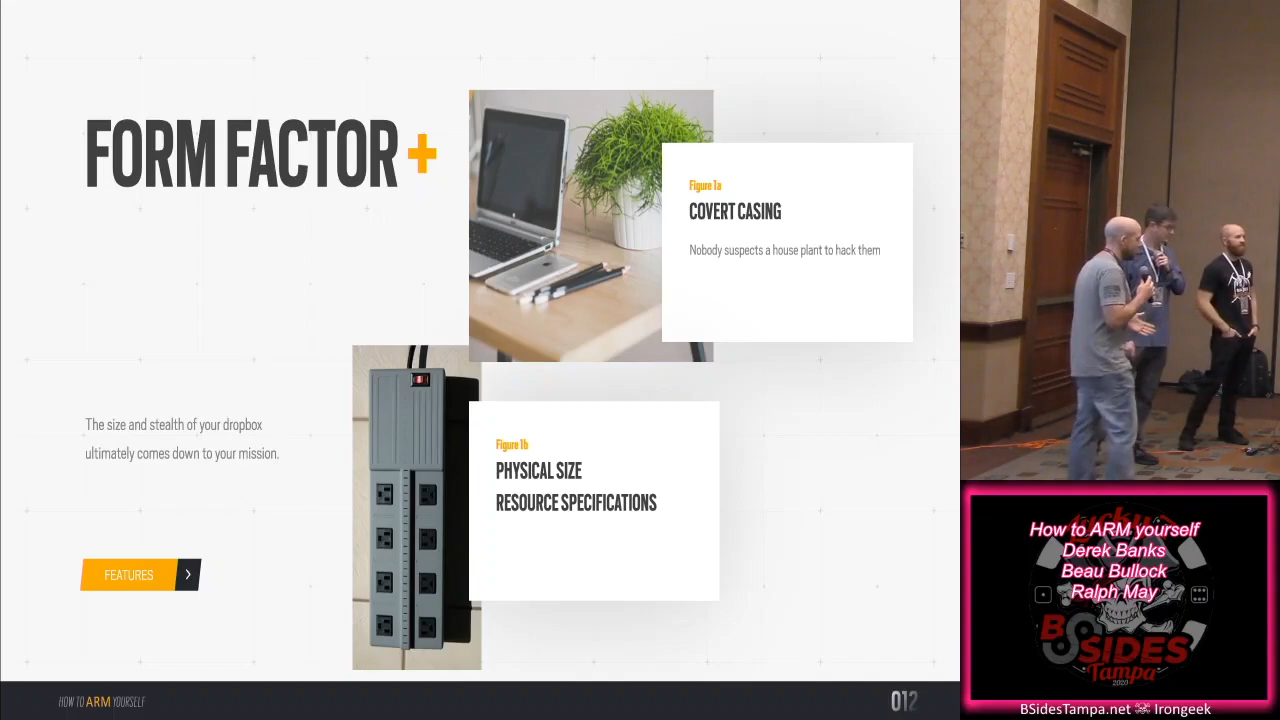 FORM FACTOR +
Figure 1a
COVERT CASING
Nobody suspects a house plant to hack them
The size and stealth of your dropbox
ultimately comes down to your mission.
Figure 1b
PHYSICAL SIZE
RESOURCE SPECIFICATIONS
FEATURES
HOW TO ARM YOURSELF
012
How to ARM yourself
Derek Banks
Beau Bullock
Ralph May
BSIDES
Tampa
2020
BSidesTampa.net
Irongeek